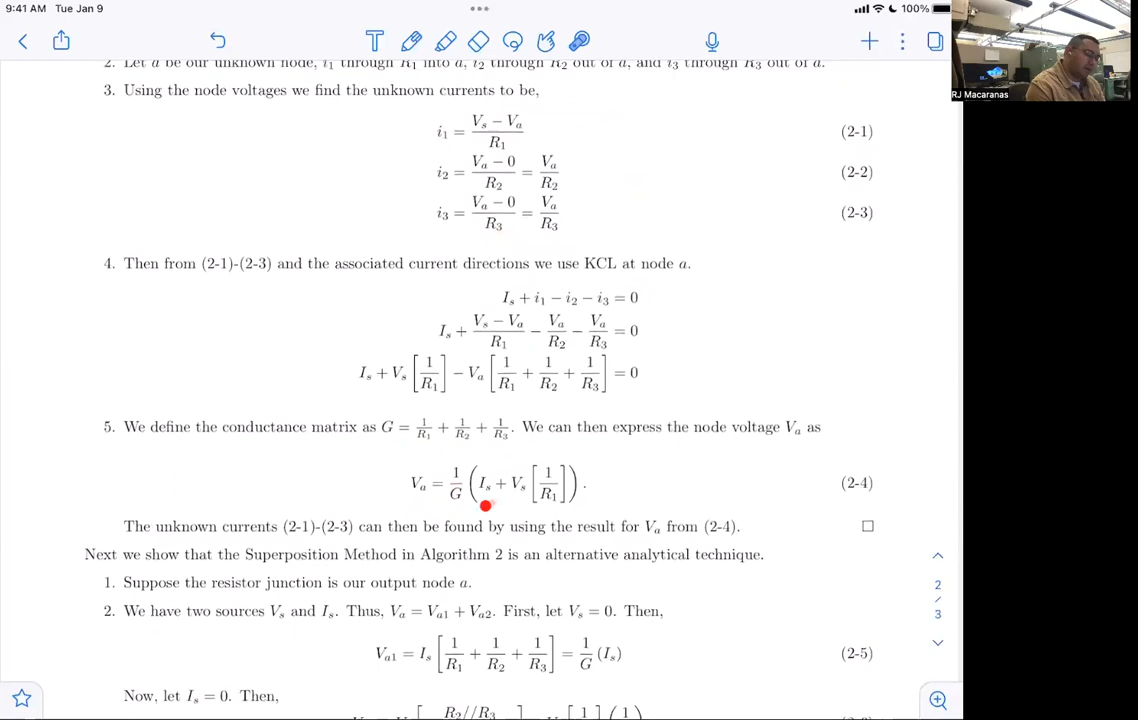 9:41 AM Tue Jan 9
100%
RJ Macaranas
2. Let a be our unknown node, i₁ through R₁ into a, i₂ through R₂ out of a, and i₃ through R₃ out of a.
3. Using the node voltages we find the unknown currents to be,
i₁ = (Vₛ − Vₐ)/R₁ (2-1)
i₂ = (Vₐ − 0)/R₂ = Vₐ/R₂ (2-2)
i₃ = (Vₐ − 0)/R₃ = Vₐ/R₃ (2-3)
4. Then from (2-1)-(2-3) and the associated current directions we use KCL at node a.
Iₛ + i₁ − i₂ − i₃ = 0
Iₛ + (Vₛ − Vₐ)/R₁ − Vₐ/R₂ − Vₐ/R₃ = 0
Iₛ + Vₛ [1/R₁] − Vₐ [1/R₁ + 1/R₂ + 1/R₃] = 0
5. We define the conductance matrix as G = 1/R₁ + 1/R₂ + 1/R₃. We can then express the node voltage Vₐ as
Vₐ = 1/G (Iₛ + Vₛ [1/R₁]). (2-4)
The unknown currents (2-1)-(2-3) can then be found by using the result for Vₐ from (2-4). □
Next we show that the Superposition Method in Algorithm 2 is an alternative analytical technique.
1. Suppose the resistor junction is our output node a.
2. We have two sources Vₛ and Iₛ. Thus, Vₐ = Vₐ₁ + Vₐ₂. First, let Vₛ = 0. Then,
Vₐ₁ = Iₛ [1/R₁ + 1/R₂ + 1/R₃] = 1/G (Iₛ) (2-5)
Now, let Iₛ = 0. Then,
R₂//R₃ [1] (1)
2
/
3